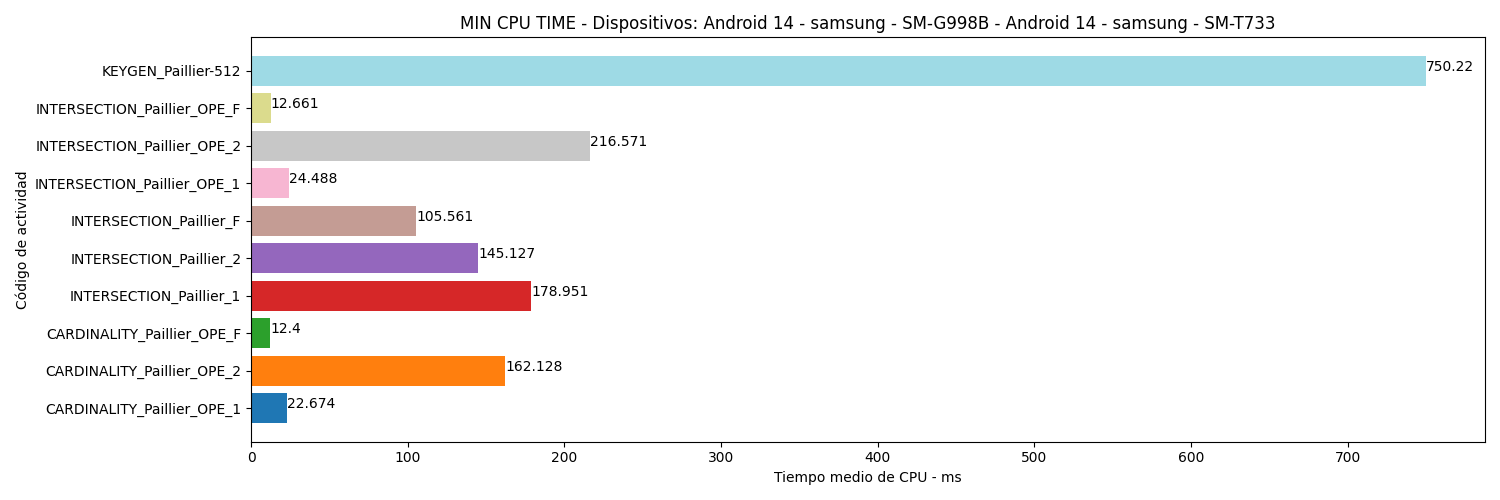 MIN CPU TIME - Dispositivos: Android 14 - samsung - SM-G998B - Android 14 - samsung - SM-T733
Código de actividad
KEYGEN_Paillier-512
750.22
INTERSECTION_Paillier_OPE_F
12.661
INTERSECTION_Paillier_OPE_2
216.571
INTERSECTION_Paillier_OPE_1
24.488
INTERSECTION_Paillier_F
105.561
INTERSECTION_Paillier_2
145.127
INTERSECTION_Paillier_1
178.951
CARDINALITY_Paillier_OPE_F
12.4
CARDINALITY_Paillier_OPE_2
162.128
CARDINALITY_Paillier_OPE_1
22.674
0 100 200 300 400 500 600 700
Tiempo medio de CPU - ms